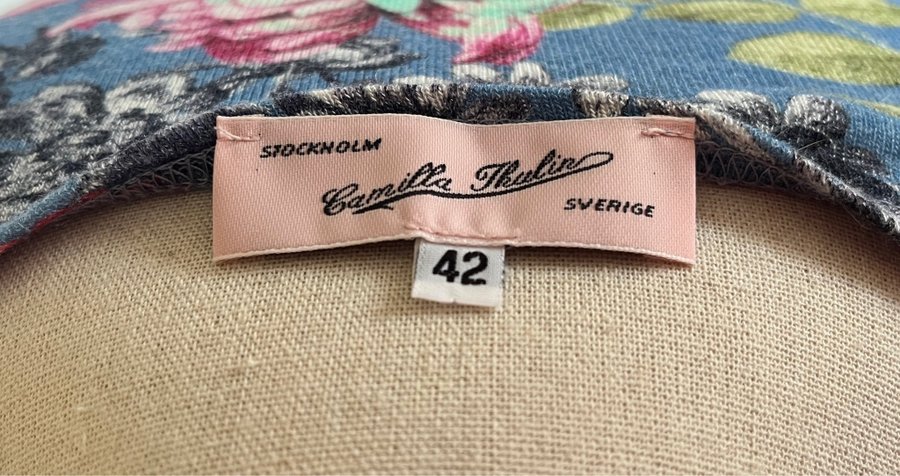 STOCKHOLM
Camilla Thulin
SVERIGE
42